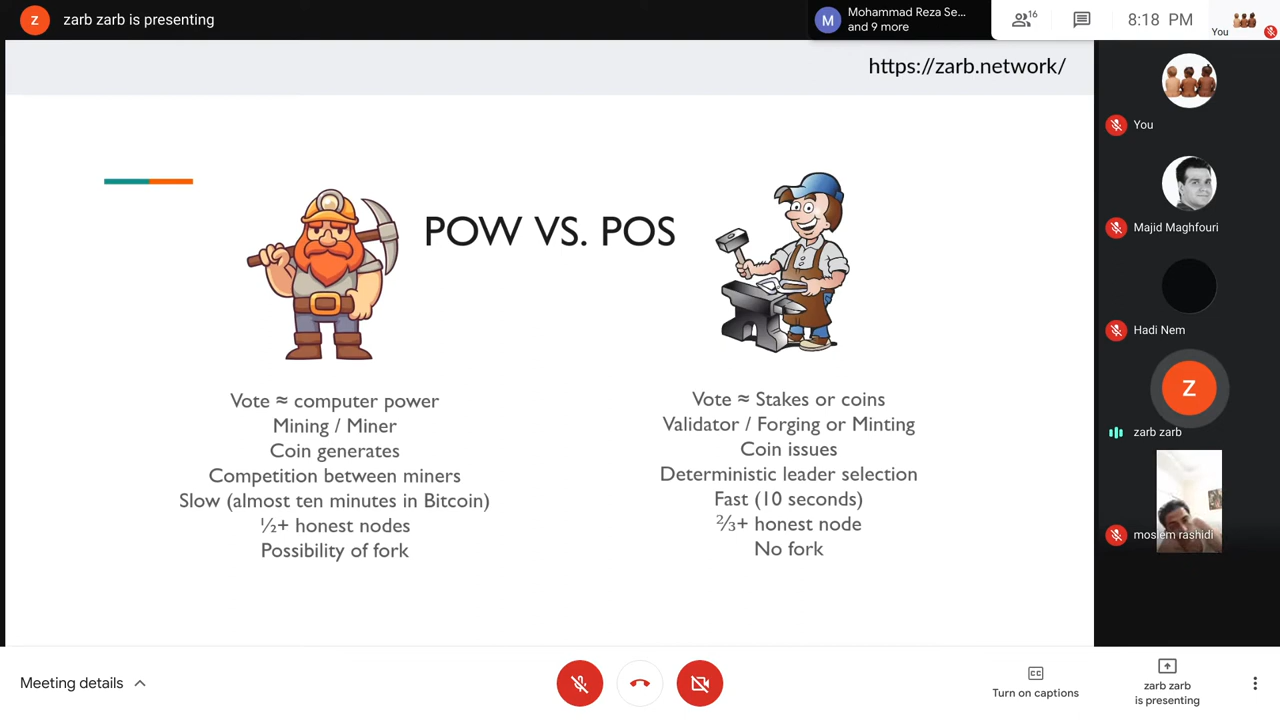 Z
zarb zarb is presenting
M
Mohammad Reza Se...
and 9 more
16
8:18 PM
You
https://zarb.network/
POW VS. POS
Vote ≈ computer power
Mining / Miner
Coin generates
Competition between miners
Slow (almost ten minutes in Bitcoin)
½+ honest nodes
Possibility of fork
Vote ≈ Stakes or coins
Validator / Forging or Minting
Coin issues
Deterministic leader selection
Fast (10 seconds)
⅔+ honest node
No fork
You
Majid Maghfouri
Hadi Nem
Z
zarb zarb
moslem rashidi
Meeting details
CC
Turn on captions
zarb zarb
is presenting